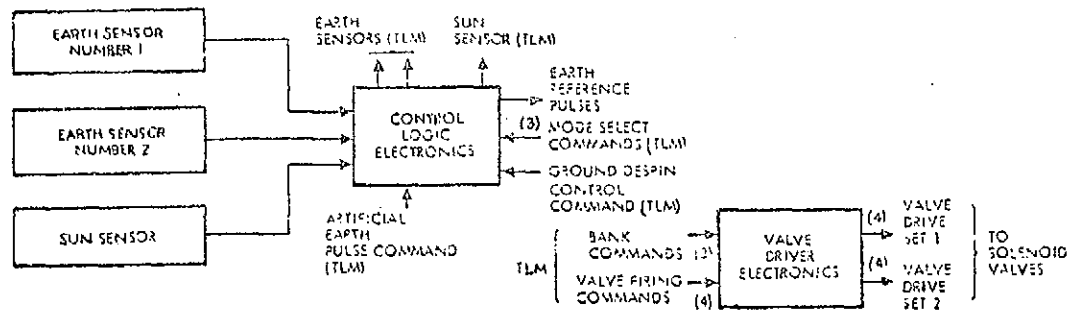 EARTH SENSOR
NUMBER 1
EARTH SENSOR
NUMBER 2
SUN SENSOR
EARTH
SENSORS (TLM)
SUN
SENSOR (TLM)
CONTROL
LOGIC
ELECTRONICS
EARTH
REFERENCE
PULSES
(3) MODE SELECT
COMMANDS (TLM)
GROUND DESPIN
CONTROL
COMMAND (TLM)
ARTIFICIAL
EARTH
PULSE COMMAND
(TLM)
TLM
BANK
COMMANDS
VALVE FIRING
COMMANDS (4)
VALVE
DRIVER
ELECTRONICS
(4) VALVE
DRIVE
SET 1
(4) VALVE
DRIVE
SET 2
TO
SOLENOID
VALVES